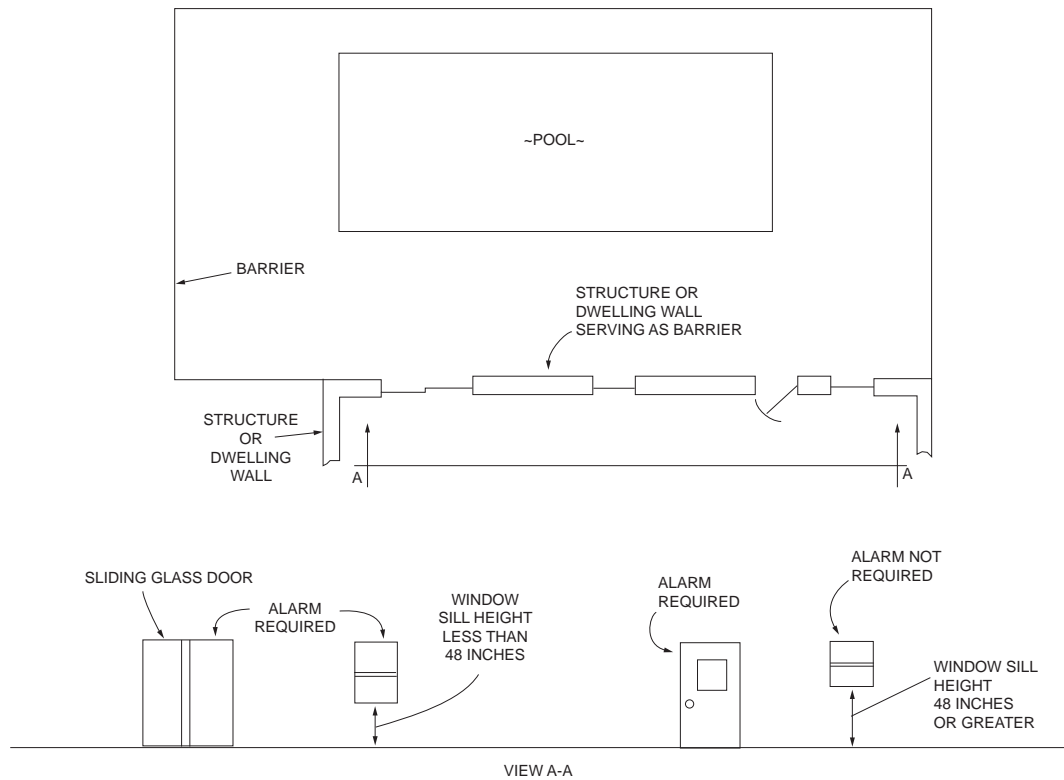 ~POOL~
BARRIER
STRUCTURE OR
DWELLING WALL
SERVING AS BARRIER
STRUCTURE
OR
DWELLING
WALL
A
A
SLIDING GLASS DOOR
ALARM
REQUIRED
WINDOW
SILL HEIGHT
LESS THAN
48 INCHES
ALARM
REQUIRED
ALARM NOT
REQUIRED
WINDOW SILL
HEIGHT
48 INCHES
OR GREATER
VIEW A-A